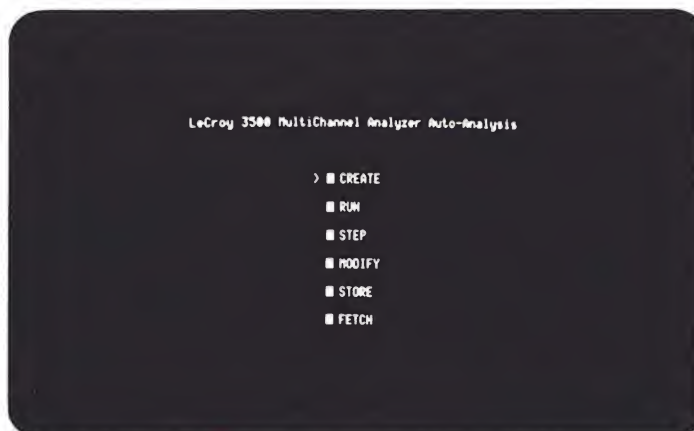 LeCroy 3500 MultiChannel Analyzer Auto-Analysis
> ■ CREATE
■ RUN
■ STEP
■ MODIFY
■ STORE
■ FETCH